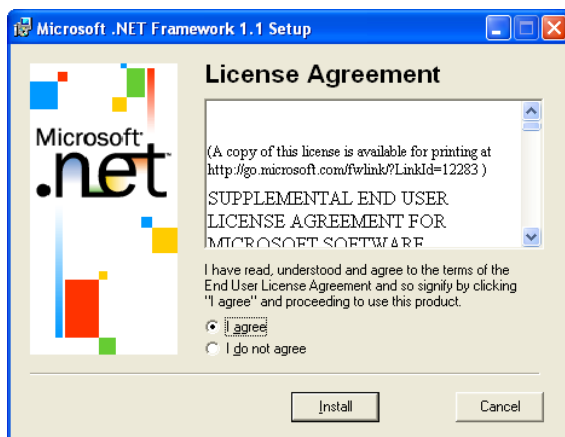 Microsoft .NET Framework 1.1 Setup
License Agreement
Microsoft
.net
(A copy of this license is available for printing at
http://go.microsoft.com/fwlink/?LinkId=12283 )
SUPPLEMENTAL END USER
LICENSE AGREEMENT FOR
MICROSOFT SOFTWARE
I have read, understood and agree to the terms of the
End User License Agreement and so signify by clicking
"I agree" and proceeding to use this product.
I agree
I do not agree
Install
Cancel